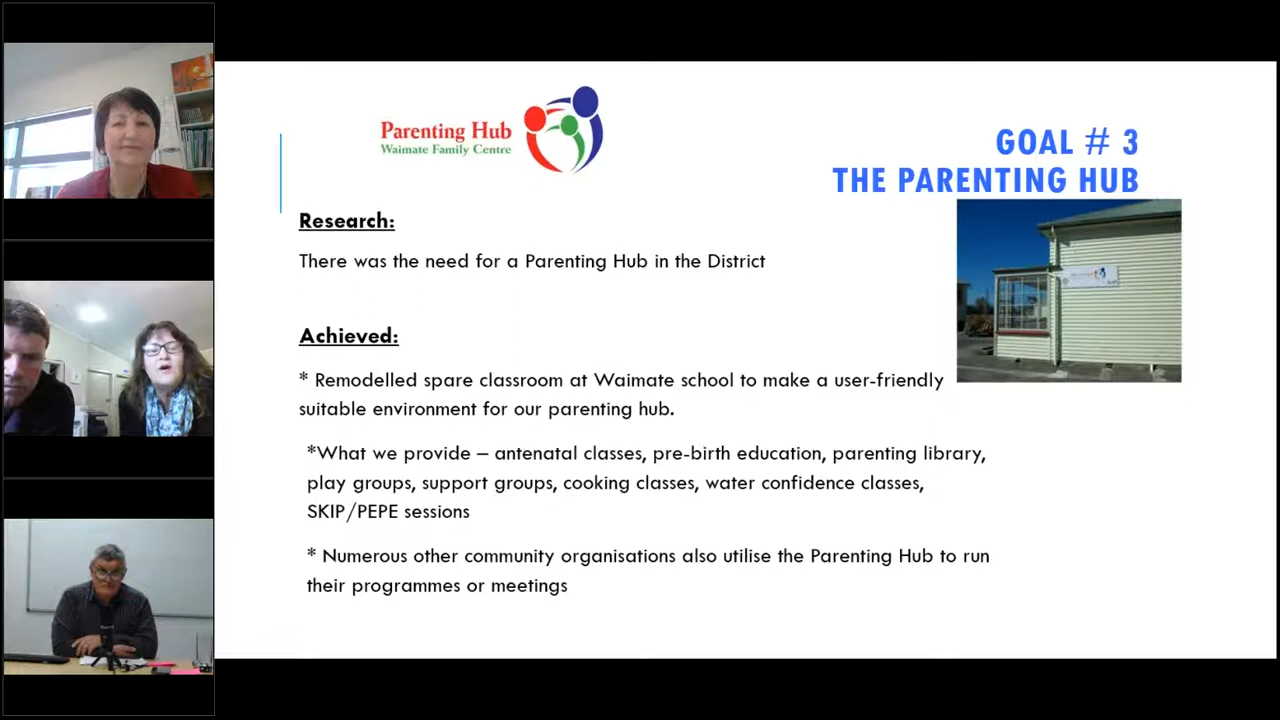 Parenting Hub
Waimate Family Centre
GOAL # 3
THE PARENTING HUB
Research:
There was the need for a Parenting Hub in the District
Achieved:
* Remodelled spare classroom at Waimate school to make a user-friendly
suitable environment for our parenting hub.
*What we provide – antenatal classes, pre-birth education, parenting library,
play groups, support groups, cooking classes, water confidence classes,
SKIP/PEPE sessions
* Numerous other community organisations also utilise the Parenting Hub to run
their programmes or meetings